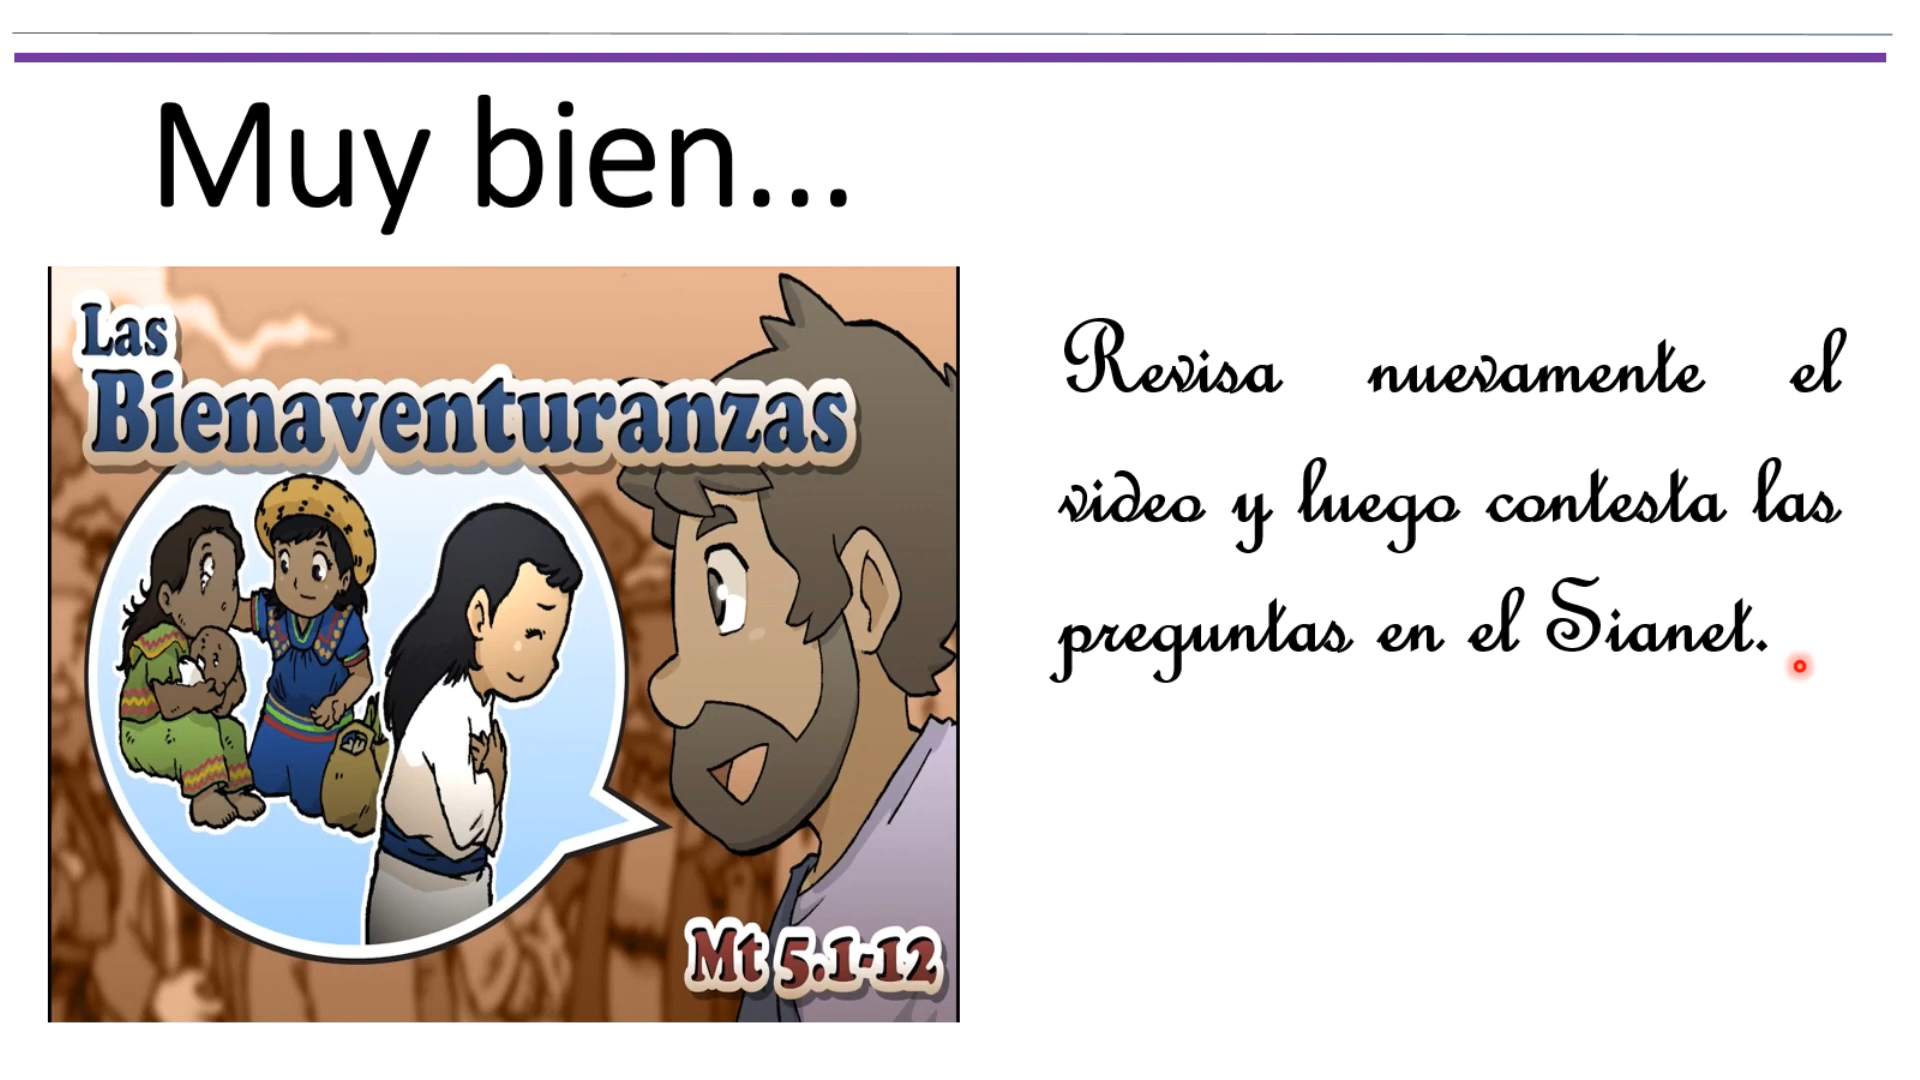 Muy bien...
Las
Bienaventuranzas
Mt 5.1-12
Revisa nuevamente el
video y luego contesta las
preguntas en el Sianet.